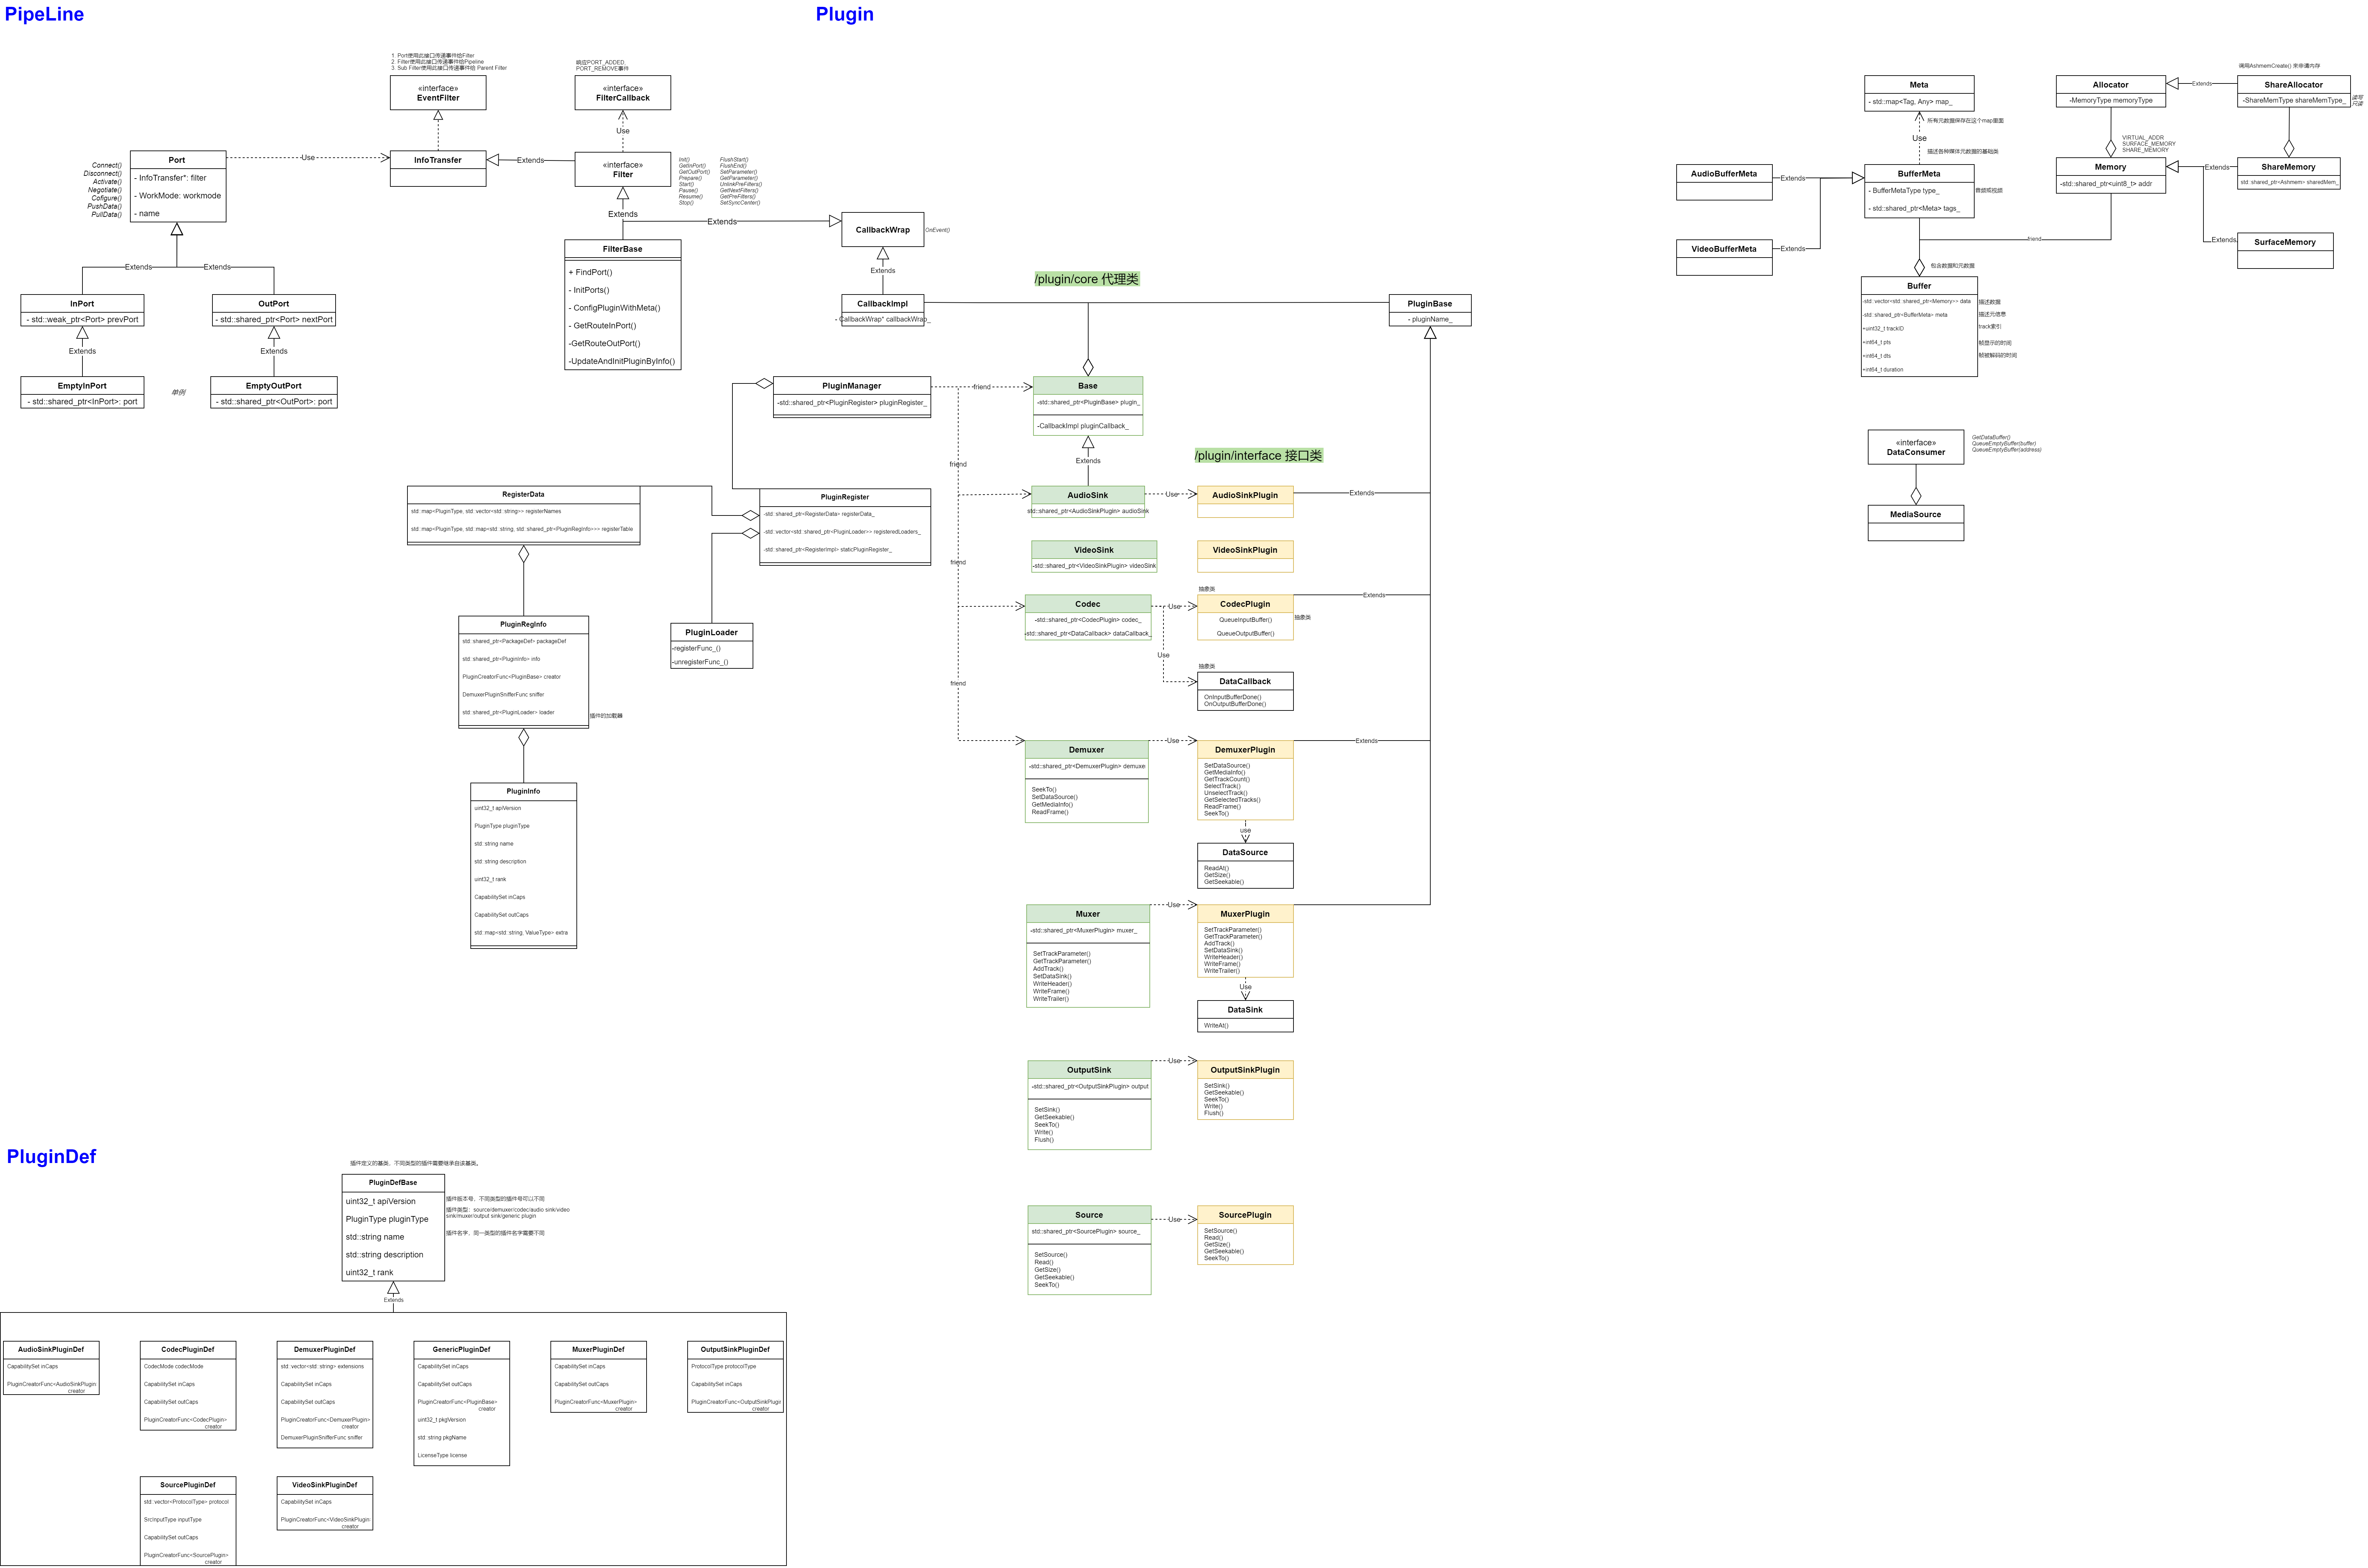 PipeLine
1. Port使用此接口传递事件给Filter
2. Filter使用此接口传递事件给Pipeline
3. Sub Filter使用此接口传递事件给 Parent Filter
«interface»
EventFilter
响应PORT_ADDED,
PORT_REMOVE事件
«interface»
FilterCallback
Use
Connect()
Disconnect()
Activate()
Negotiate()
Cofigure()
PushData()
PullData()
Port
- InfoTransfer*: filter
- WorkMode: workmode
- name
Use
InfoTransfer
Extends
«interface»
Filter
Init()
GetInPort()
GetOutPort()
Prepare()
Start()
Pause()
Resume()
Stop()
FlushStart()
FlushEnd()
SetParameter()
GetParameter()
UnlinkPreFilters()
GetNextFilters()
GetPreFilters()
SetSyncCenter()
Extends
Extends
FilterBase
+ FindPort()
- InitPorts()
- ConfigPluginWithMeta()
- GetRouteInPort()
-GetRouteOutPort()
-UpdateAndInitPluginByInfo()
Extends
Extends
InPort
- std::weak_ptr<Port> prevPort
OutPort
- std::shared_ptr<Port> nextPort
Extends
Extends
EmptyInPort
- std::shared_ptr<InPort>: port
单例
EmptyOutPort
- std::shared_ptr<OutPort>: port
Plugin
CallbackWrap
OnEvent()
Extends
CallbackImpl
- CallbackWrap* callbackWrap_
/plugin/core 代理类
PluginBase
- pluginName_
PluginManager
-std::shared_ptr<PluginRegister> pluginRegister_
friend
Base
-std::shared_ptr<PluginBase> plugin_
-CallbackImpl pluginCallback_
Extends
/plugin/interface 接口类
friend
RegisterData
std::map<PluginType, std::vector<std::string>> registerNames
std::map<PluginType, std::map<std::string, std::shared_ptr<PluginRegInfo>>> registerTable
PluginRegister
-std::shared_ptr<RegisterData> registerData_
-std::vector<std::shared_ptr<PluginLoader>> registeredLoaders_
-std::shared_ptr<RegisterImpl> staticPluginRegister_
AudioSink
std::shared_ptr<AudioSinkPlugin> audioSink
Use
AudioSinkPlugin
Extends
VideoSink
-std::shared_ptr<VideoSinkPlugin> videoSink
VideoSinkPlugin
friend
Codec
-std::shared_ptr<CodecPlugin> codec_
-std::shared_ptr<DataCallback> dataCallback_
Use
抽象类
CodecPlugin
QueueInputBuffer()
QueueOutputBuffer()
抽象类
Extends
Use
抽象类
DataCallback
OnInputBufferDone()
OnOutputBufferDone()
PluginRegInfo
std::shared_ptr<PackageDef> packageDef
std::shared_ptr<PluginInfo> info
PluginCreatorFunc<PluginBase> creator
DemuxerPluginSnifferFunc sniffer
std::shared_ptr<PluginLoader> loader
插件的加载器
PluginLoader
-registerFunc_()
-unregisterFunc_()
friend
Demuxer
-std::shared_ptr<DemuxerPlugin> demuxe
SeekTo()
SetDataSource()
GetMediaInfo()
ReadFrame()
Use
DemuxerPlugin
SetDataSource()
GetMediaInfo()
GetTrackCount()
SelectTrack()
UnselectTrack()
GetSelectedTracks()
ReadFrame()
SeekTo()
Extends
use
DataSource
ReadAt()
GetSize()
GetSeekable()
PluginInfo
uint32_t apiVersion
PluginType pluginType
std::string name
std::string description
uint32_t rank
CapabilitySet inCaps
CapabilitySet outCaps
std::map<std::string, ValueType> extra
Muxer
-std::shared_ptr<MuxerPlugin> muxer_
SetTrackParameter()
GetTrackParameter()
AddTrack()
SetDataSink()
WriteHeader()
WriteFrame()
WriteTrailer()
Use
MuxerPlugin
SetTrackParameter()
GetTrackParameter()
AddTrack()
SetDataSink()
WriteHeader()
WriteFrame()
WriteTrailer()
Use
DataSink
WriteAt()
OutputSink
-std::shared_ptr<OutputSinkPlugin> output
SetSink()
GetSeekable()
SeekTo()
Write()
Flush()
Use
OutputSinkPlugin
SetSink()
GetSeekable()
SeekTo()
Write()
Flush()
Source
std::shared_ptr<SourcePlugin> source_
SetSource()
Read()
GetSize()
GetSeekable()
SeekTo()
Use
SourcePlugin
SetSource()
Read()
GetSize()
GetSeekable()
SeekTo()
Meta
- std::map<Tag, Any> map_
所有元数据保存在这个map里面
Use
描述各种媒体元数据的基础类
AudioBufferMeta
Extends
BufferMeta
- BufferMetaType type_
- std::shared_ptr<Meta> tags_
音频或视频
VideoBufferMeta
Extends
friend
包含数据和元数据
Buffer
-std::vector<std::shared_ptr<Memory>> data
-std::shared_ptr<BufferMeta> meta
+uint32_t trackID
+int64_t pts
+int64_t dts
+int64_t duration
描述数据
描述元信息
track索引
帧显示的时间
帧被解码的时间
Allocator
-MemoryType memoryType
Extends
调用AshmemCreate() 来申请内存
ShareAllocator
-ShareMemType shareMemType_
读写
只读
VIRTUAL_ADDR
SURFACE_MEMORY
SHARE_MEMORY
Memory
-std::shared_ptr<uint8_t> addr
Extends
ShareMemory
std::shared_ptr<Ashmem> sharedMem_
Extends
SurfaceMemory
«interface»
DataConsumer
GetDataBuffer()
QueueEmptyBuffer(buffer)
QueueEmptyBuffer(address)
MediaSource
PluginDef
插件定义的基类，不同类型的插件需要继承自该基类。
PluginDefBase
uint32_t apiVersion
PluginType pluginType
std::string name
std::string description
uint32_t rank
插件版本号，不同类型的插件号可以不同
插件类型：source/demuxer/codec/audio sink/video
sink/muxer/output sink/generic plugin
插件名字，同一类型的插件名字需要不同
Extends
AudioSinkPluginDef
CapabilitySet inCaps
PluginCreatorFunc<AudioSinkPlugin
creator
CodecPluginDef
CodecMode codecMode
CapabilitySet inCaps
CapabilitySet outCaps
PluginCreatorFunc<CodecPlugin>
creator
DemuxerPluginDef
std::vector<std::string> extensions
CapabilitySet inCaps
CapabilitySet outCaps
PluginCreatorFunc<DemuxerPlugin>
creator
DemuxerPluginSnifferFunc sniffer
GenericPluginDef
CapabilitySet inCaps
CapabilitySet outCaps
PluginCreatorFunc<PluginBase>
creator
uint32_t pkgVersion
std::string pkgName
LicenseType license
MuxerPluginDef
CapabilitySet inCaps
CapabilitySet outCaps
PluginCreatorFunc<MuxerPlugin>
creator
OutputSinkPluginDef
ProtocolType protocolType
CapabilitySet inCaps
PluginCreatorFunc<OutputSinkPlugin
creator
SourcePluginDef
std::vector<ProtocolType> protocol
SrcInputType inputType
CapabilitySet outCaps
PluginCreatorFunc<SourcePlugin>
creator
VideoSinkPluginDef
CapabilitySet inCaps
PluginCreatorFunc<VideoSinkPlugin>
creator